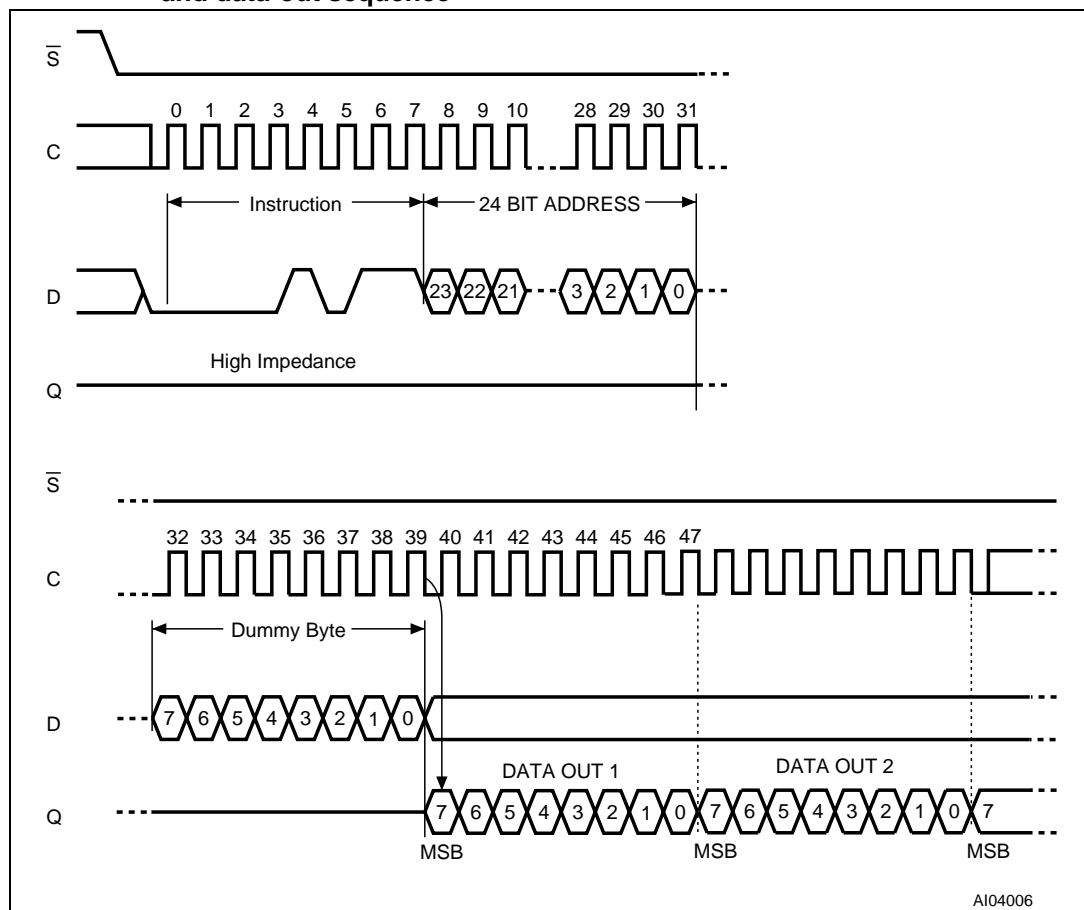 and data-out sequence
S̅
0 1 2 3 4 5 6 7 8 9 10 28 29 30 31
C
Instruction 24 BIT ADDRESS
D 23 22 21 3 2 1 0
High Impedance
Q
S̅
32 33 34 35 36 37 38 39 40 41 42 43 44 45 46 47
C
Dummy Byte
D 7 6 5 4 3 2 1 0
DATA OUT 1 DATA OUT 2
Q 7 6 5 4 3 2 1 0 7 6 5 4 3 2 1 0 7
MSB MSB MSB
AI04006